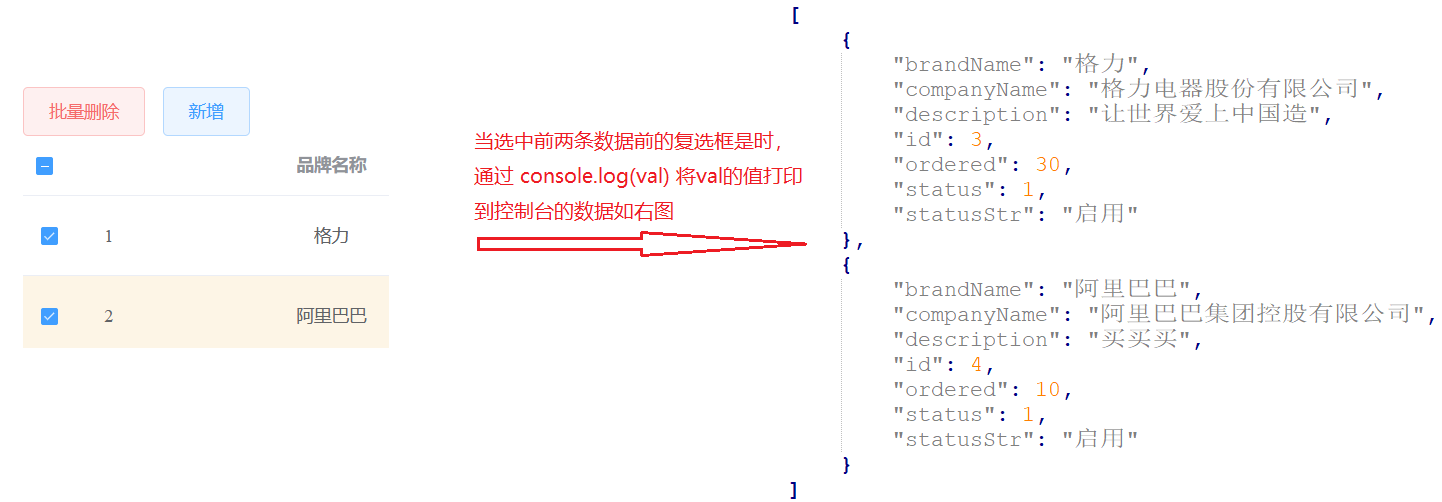 批量删除 新增
品牌名称
1 格力
2 阿里巴巴
当选中前两条数据前的复选框是时，
通过 console.log(val) 将val的值打印
到控制台的数据如右图
[
{
"brandName": "格力",
"companyName": "格力电器股份有限公司",
"description": "让世界爱上中国造",
"id": 3,
"ordered": 30,
"status": 1,
"statusStr": "启用"
},
{
"brandName": "阿里巴巴",
"companyName": "阿里巴巴集团控股有限公司",
"description": "买买买",
"id": 4,
"ordered": 10,
"status": 1,
"statusStr": "启用"
}
]